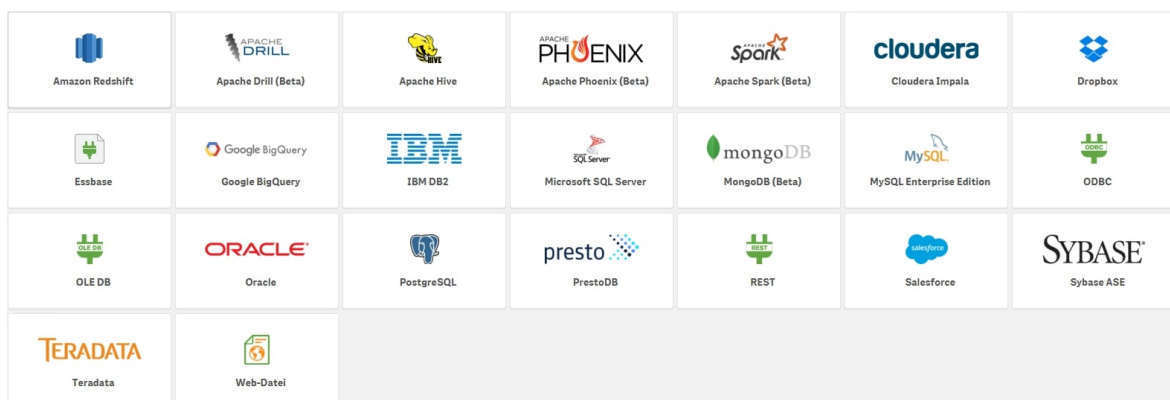 APACHE
DRILL
HIVE
APACHE
PHOENIX
APACHE
Spark
cloudera
Amazon Redshift
Apache Drill (Beta)
Apache Hive
Apache Phoenix (Beta)
Apache Spark (Beta)
Cloudera Impala
Dropbox
Google BigQuery
IBM
Microsoft
SQL Server
mongoDB
MySQL
ODBC
Essbase
Google BigQuery
IBM DB2
Microsoft SQL Server
MongoDB (Beta)
MySQL Enterprise Edition
ODBC
OLE DB
ORACLE
presto
REST
salesforce
SYBASE
OLE DB
Oracle
PostgreSQL
PrestoDB
REST
Salesforce
Sybase ASE
TERADATA
Teradata
Web-Datei